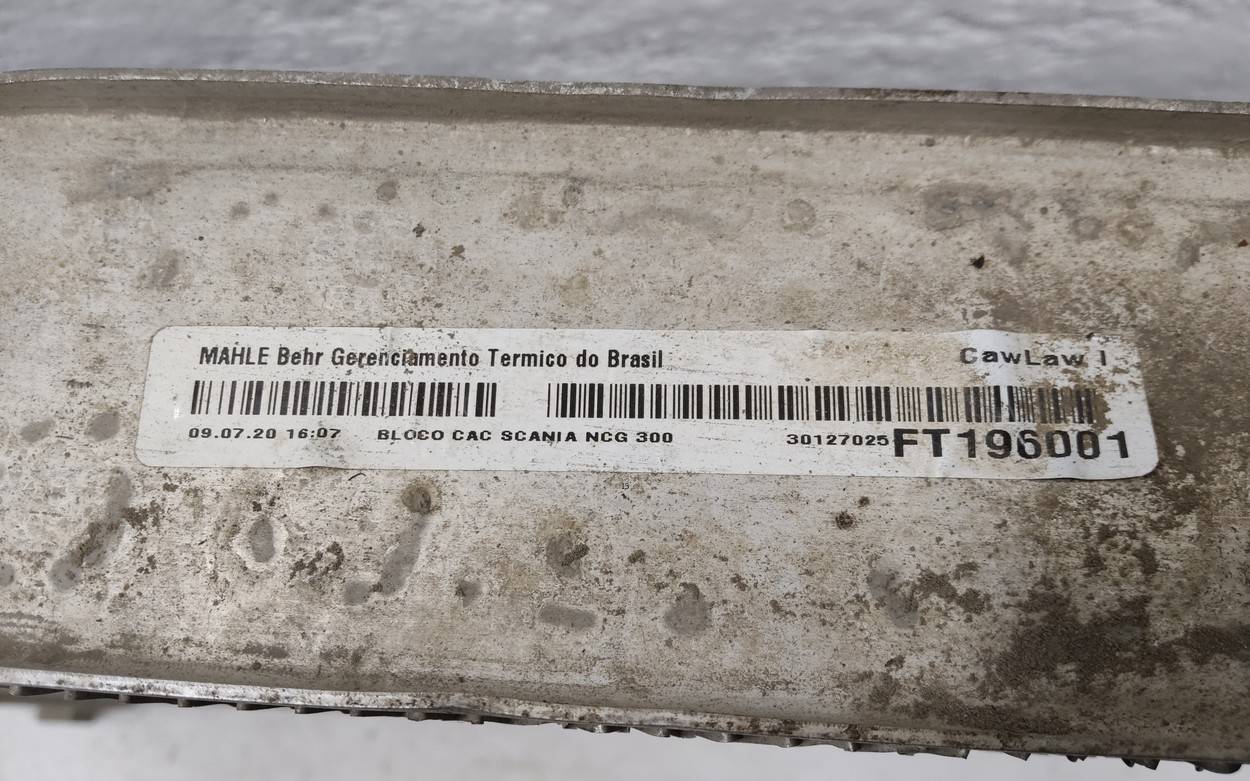 MAHLE Behr Gerenciamento Termico do Brasil
CawLaw I
09.07.20 16:07 BLOCO CAC SCANIA NCG 300 30127025 FT196001
13